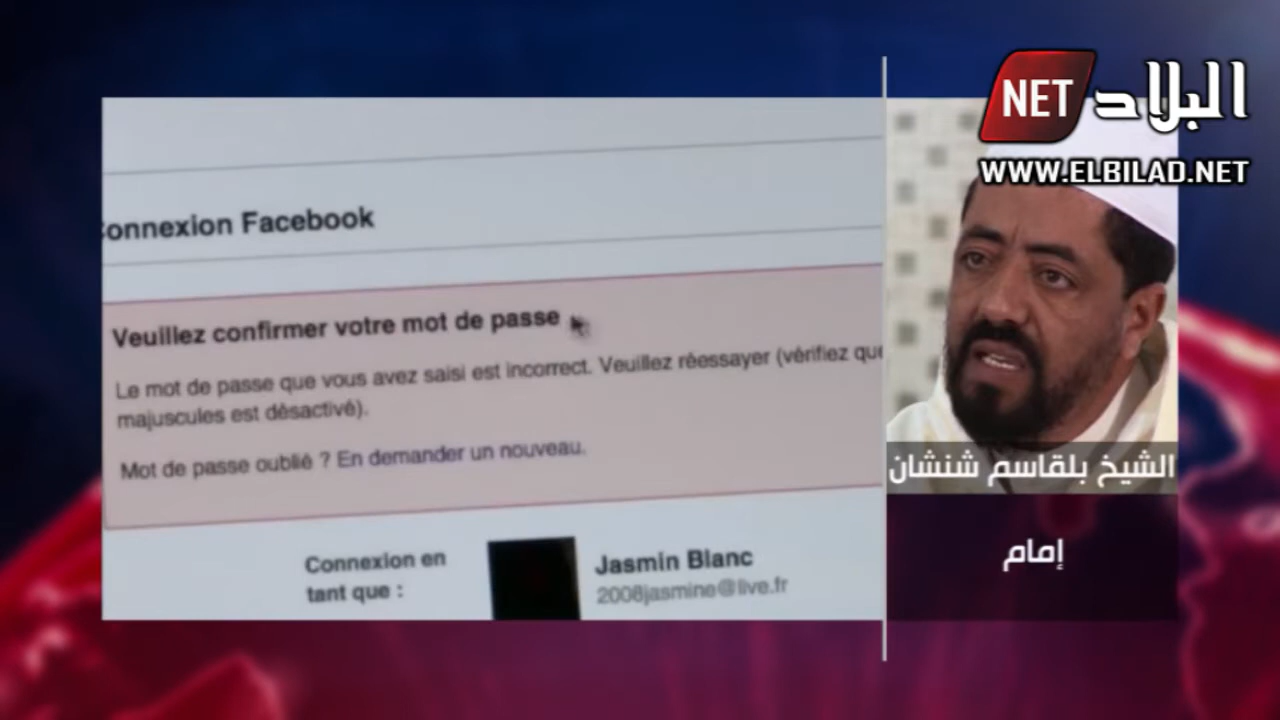 NET البلاد
WWW.ELBILAD.NET
onnexion Facebook
Veuillez confirmer votre mot de passe
Le mot de passe que vous avez saisi est incorrect. Veuillez réessayer (vérifiez que
majuscules est désactivé).
Mot de passe oublié ? En demander un nouveau.
Connexion en
tant que :
Jasmin Blanc
2008jasmine@live.fr
الشيخ بلقاسم شنشان
إمام